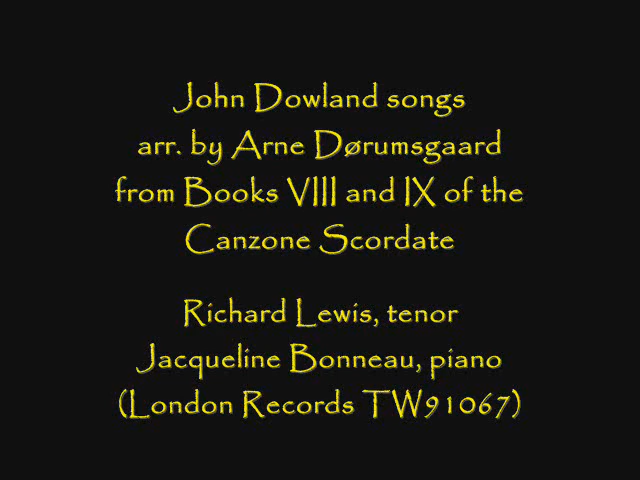 John Dowland songs
arr. by Arne Dørumsgaard
from Books VIII and IX of the
Canzone Scordate
Richard Lewis, tenor
Jacqueline Bonneau, piano
(London Records TW91067)